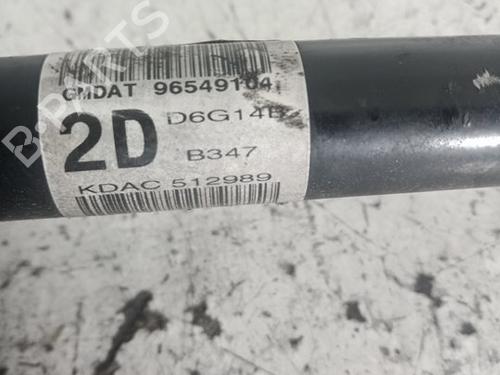 GMDAT 96549104
2D
D6G14B
B347
KDAC 512989
B-PARTS